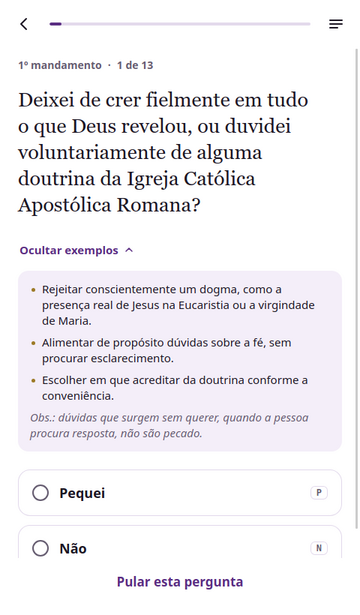 1º mandamento · 1 de 13
Deixei de crer fielmente em tudo
o que Deus revelou, ou duvidei
voluntariamente de alguma
doutrina da Igreja Católica
Apostólica Romana?
Ocultar exemplos
• Rejeitar conscientemente um dogma, como a
presença real de Jesus na Eucaristia ou a virgindade
de Maria.
• Alimentar de propósito dúvidas sobre a fé, sem
procurar esclarecimento.
• Escolher em que acreditar da doutrina conforme a
conveniência.
Obs.: dúvidas que surgem sem querer, quando a pessoa
procura resposta, não são pecado.
Pequei P
Não N
Pular esta pergunta